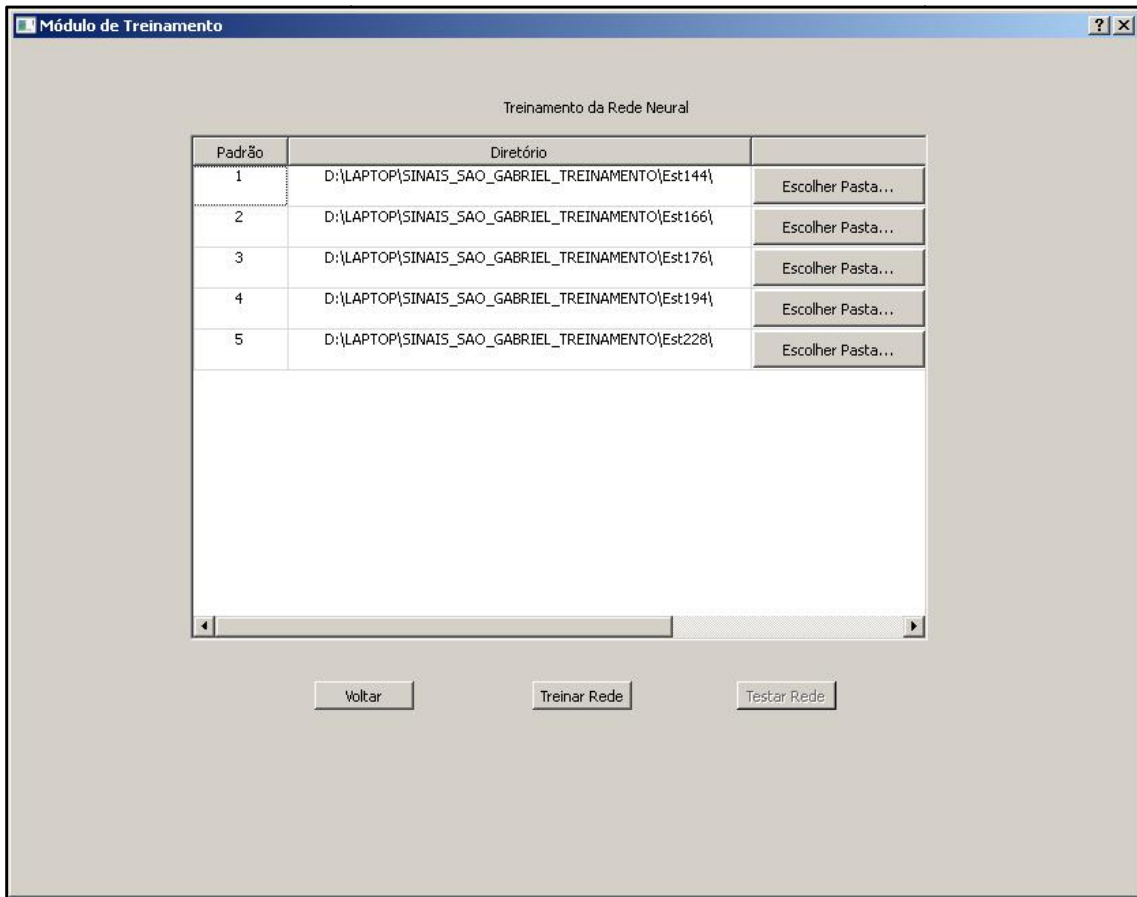 Módulo de Treinamento
Treinamento da Rede Neural
Padrão Diretório
1 D:\LAPTOP\SINAIS_SAO_GABRIEL_TREINAMENTO\Est144\ Escolher Pasta...
2 D:\LAPTOP\SINAIS_SAO_GABRIEL_TREINAMENTO\Est166\ Escolher Pasta...
3 D:\LAPTOP\SINAIS_SAO_GABRIEL_TREINAMENTO\Est176\ Escolher Pasta...
4 D:\LAPTOP\SINAIS_SAO_GABRIEL_TREINAMENTO\Est194\ Escolher Pasta...
5 D:\LAPTOP\SINAIS_SAO_GABRIEL_TREINAMENTO\Est228\ Escolher Pasta...
Voltar Treinar Rede Testar Rede